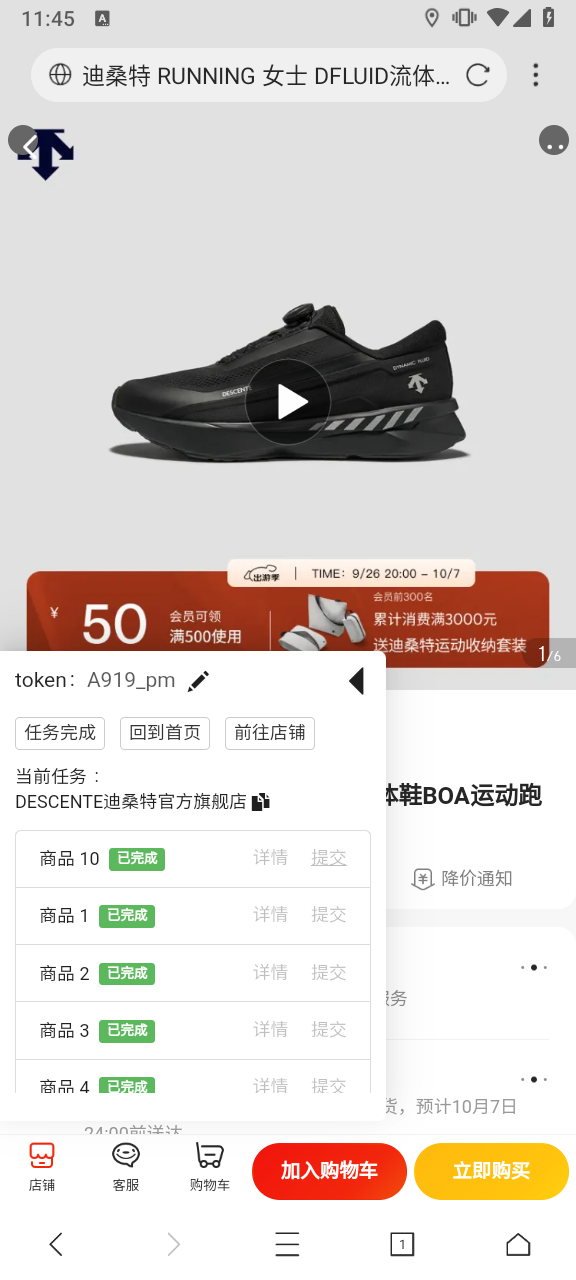 11:45
A
迪桑特 RUNNING 女士 DFLUID流体...
DESCENTE
DYNAMIC FLUID
出游季 | TIME：9/26 20:00 - 10/7
¥ 50
会员可领
满500使用
会员前300名
累计消费满3000元
送迪桑特运动收纳套装
1/6
token： A919_pm
任务完成 回到首页 前往店铺
当前任务：
DESCENTE迪桑特官方旗舰店
体鞋BOA运动跑
降价通知
商品 10 已完成 详情 提交
商品 1 已完成 详情 提交
商品 2 已完成 详情 提交
服务
商品 3 已完成 详情 提交
商品 4 已完成 详情 提交
货，预计10月7日
24:00前送达
店铺 客服 购物车 加入购物车 立即购买
1